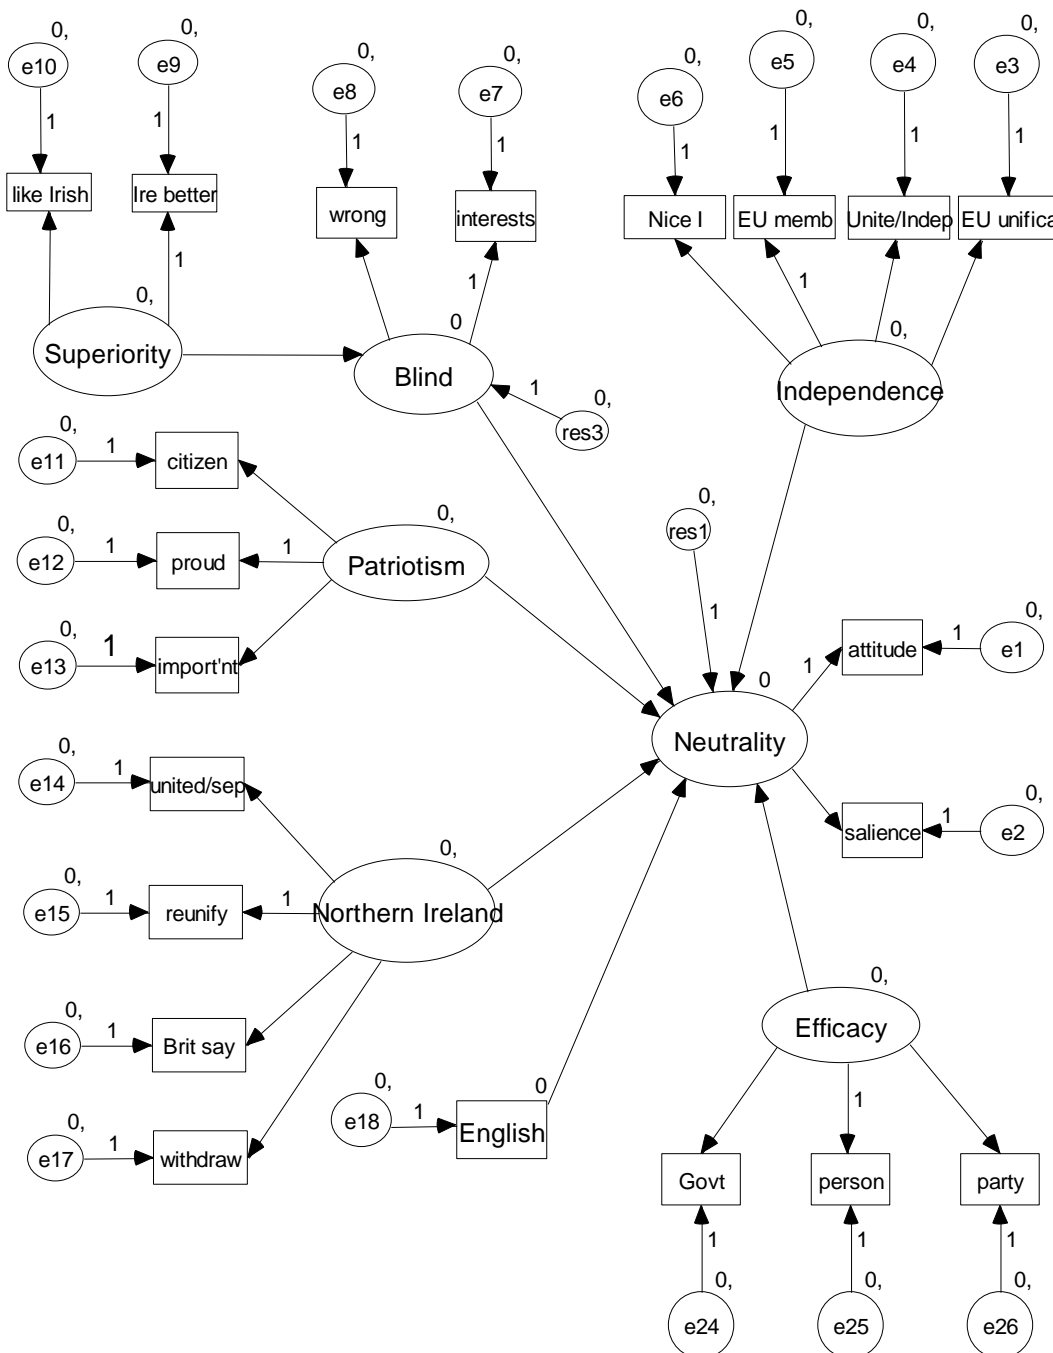 0,
0,
0,
0,
0,
0,
0,
0,
e10
e9
e8
e7
e6
e5
e4
e3
1
1
1
1
1
1
1
1
like Irish
Ire better
wrong
interests
Nice I
EU memb
Unite/Indep
EU unifica
1
1
1
0,
0
0,
Superiority
Blind
Independence
1
0,
res3
0,
e11
1
citizen
0,
Patriotism
0,
e12
1
proud
1
0,
e13
1
import'nt
0,
res1
1
0
Neutrality
1
attitude
1
0,
e1
salience
1
0,
e2
0,
e14
1
united/sep
0,
Northern Ireland
0,
e15
1
reunify
1
0,
e16
1
Brit say
0,
e17
1
withdraw
0,
e18
1
0
English
0,
Efficacy
1
Govt
person
party
1
1
1
0,
0,
0,
e24
e25
e26